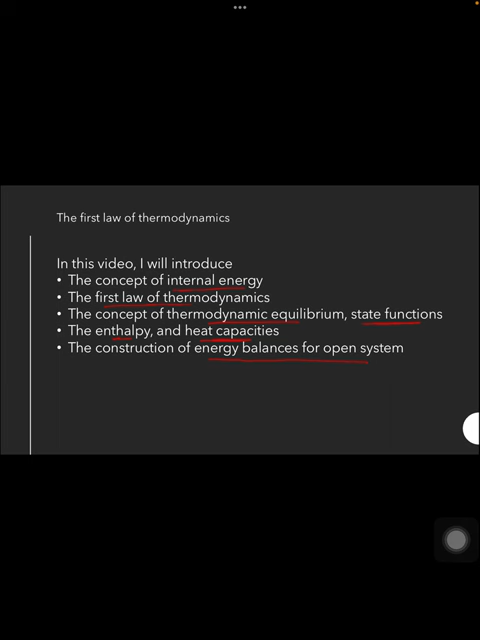 The first law of thermodynamics
In this video, I will introduce
• The concept of internal energy
• The first law of thermodynamics
• The concept of thermodynamic equilibrium, state functions
• The enthalpy, and heat capacities
• The construction of energy balances for open system